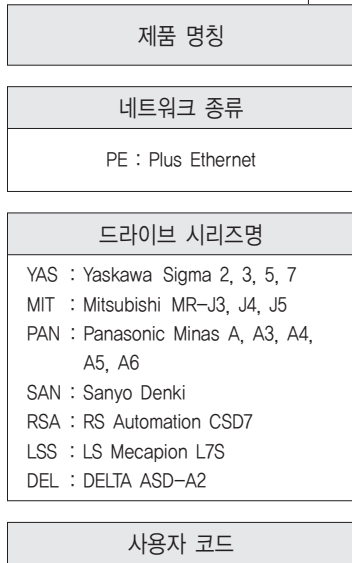 제품 명칭
네트워크 종류
PE : Plus Ethernet
드라이브 시리즈명
YAS : Yaskawa Sigma 2, 3, 5, 7
MIT : Mitsubishi MR-J3, J4, J5
PAN : Panasonic Minas A, A3, A4,
A5, A6
SAN : Sanyo Denki
RSA : RS Automation CSD7
LSS : LS Mecapion L7S
DEL : DELTA ASD-A2
사용자 코드